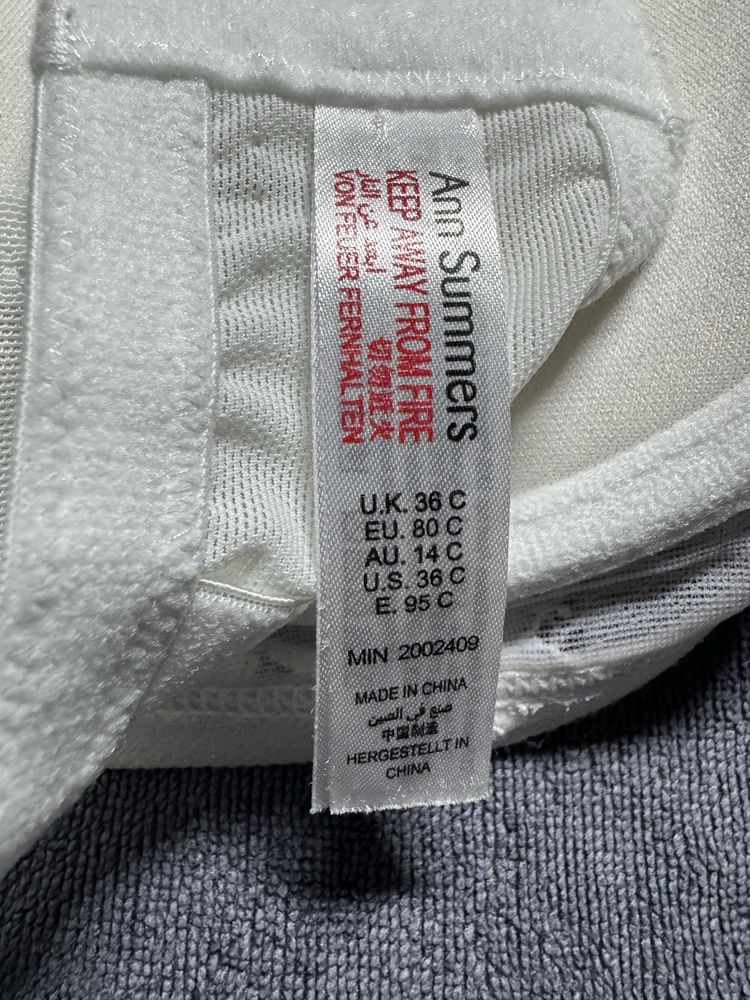 Ann Summers
KEEP AWAY FROM FIRE
切勿近火
ابعد عن النار
VON FEUER FERNHALTEN
U.K. 36 C
EU. 80 C
AU. 14 C
U.S. 36 C
E. 95 C
MIN 2002409
MADE IN CHINA
صنع في الصين
中国制造
HERGESTELLT IN
CHINA